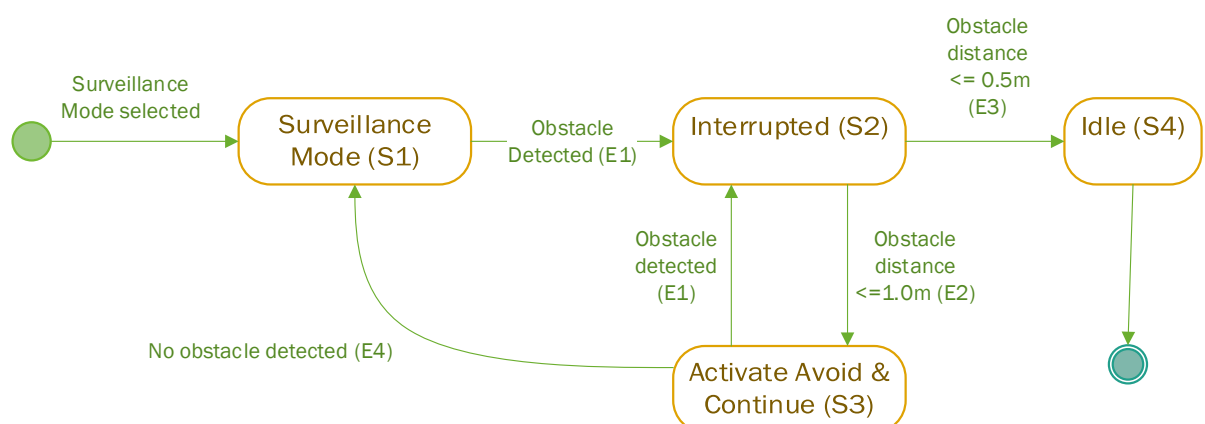 Surveillance
Mode selected
Surveillance
Mode (S1)
Obstacle
Detected (E1)
Interrupted (S2)
Obstacle
distance
<= 0.5m
(E3)
Idle (S4)
Obstacle
detected
(E1)
Obstacle
distance
<=1.0m (E2)
No obstacle detected (E4)
Activate Avoid &
Continue (S3)